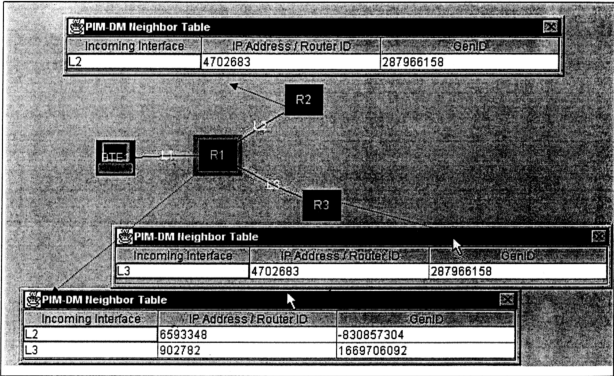 PIM-DM Neighbor Table
Incoming Interface IP Address / Router ID GenID
L2 4702683 287966158
R2
L2
BTE1 L1 R1
L3
R3
PIM-DM Neighbor Table
Incoming Interface IP Address / Router ID GenID
L3 4702683 287966158
PIM-DM Neighbor Table
Incoming Interface IP Address / Router ID GenID
L2 6593348 -830857304
L3 902782 1669706092